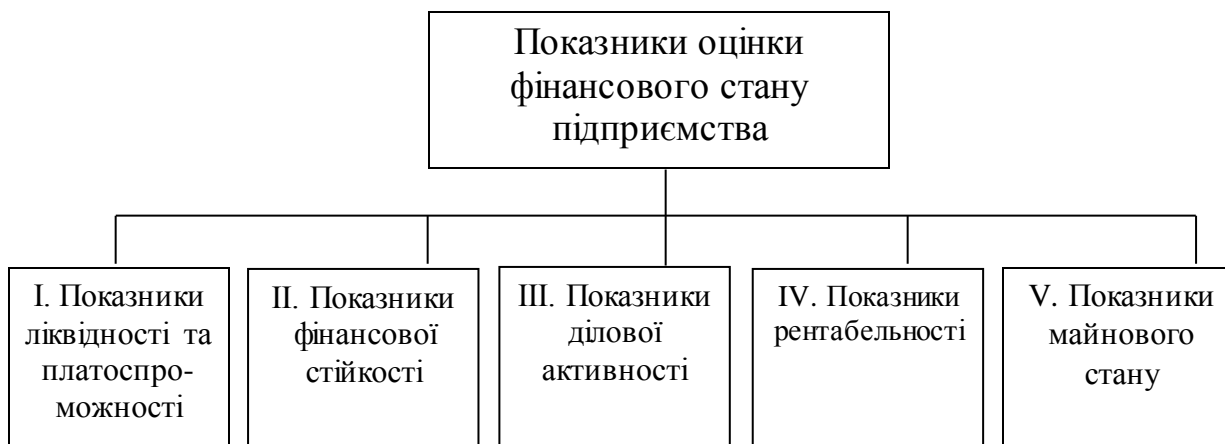 Показники оцінки
фінансового стану
підприємства
I. Показники
ліквідності та
платоспро-
можності
II. Показники
фінансової
стійкості
III. Показники
ділової
активності
IV. Показники
рентабельності
V. Показники
майнового
стану